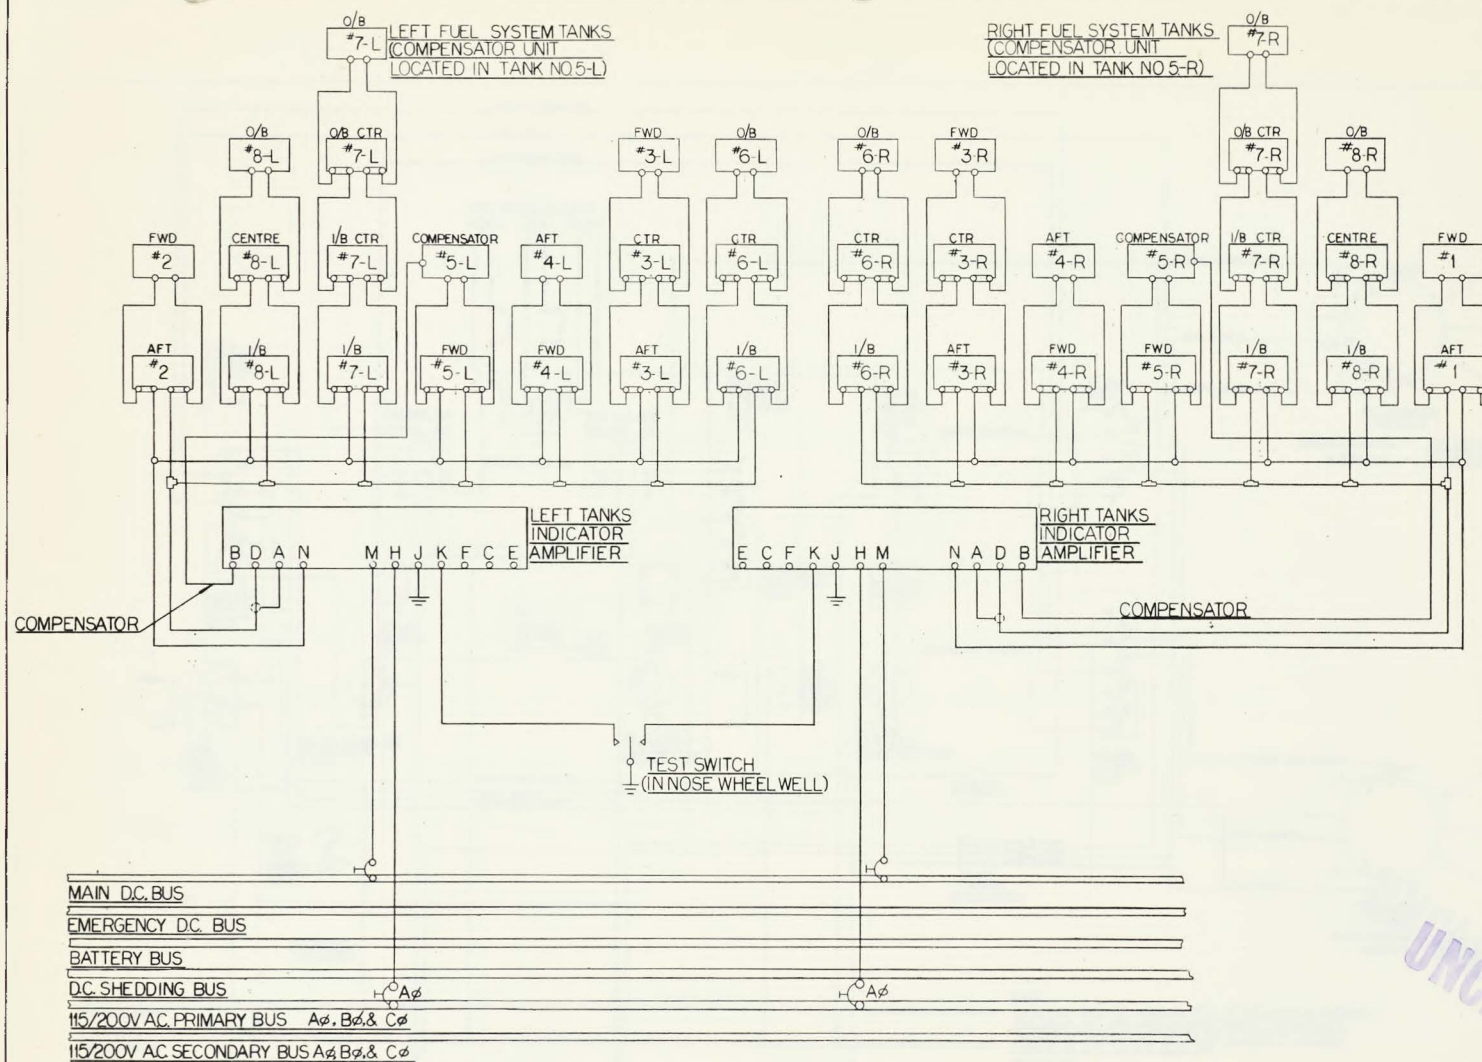 O/B
#7-L
LEFT FUEL SYSTEM TANKS
(COMPENSATOR UNIT
LOCATED IN TANK NO.5-L)
RIGHT FUEL SYSTEM TANKS
(COMPENSATOR UNIT
LOCATED IN TANK NO 5-R)
O/B
#7-R
O/B
#8-L
O/B CTR
#7-L
FWD
#3-L
O/B
#6-L
O/B
#6-R
FWD
#3-R
O/B CTR
#7-R
O/B
#8-R
FWD
#2
CENTRE
#8-L
I/B CTR
#7-L
COMPENSATOR
#5-L
AFT
#4-L
CTR
#3-L
CTR
#6-L
CTR
#6-R
CTR
#3-R
AFT
#4-R
COMPENSATOR
#5-R
I/B CTR
#7-R
CENTRE
#8-R
FWD
#1
AFT
#2
I/B
#8-L
I/B
#7-L
FWD
#5-L
FWD
#4-L
AFT
#3-L
I/B
#6-L
I/B
#6-R
AFT
#3-R
FWD
#4-R
FWD
#5-R
I/B
#7-R
I/B
#8-R
AFT
#1
LEFT TANKS
INDICATOR
AMPLIFIER
B D A N M H J K F C E
RIGHT TANKS
INDICATOR
AMPLIFIER
E C F K J H M N A D B
COMPENSATOR
COMPENSATOR
TEST SWITCH
(IN NOSE WHEEL WELL)
MAIN D.C. BUS
EMERGENCY D.C. BUS
BATTERY BUS
D.C. SHEDDING BUS
AØ
AØ
115/200V A.C. PRIMARY BUS AØ, BØ, & CØ
115/200V A.C. SECONDARY BUS AØ, BØ, & CØ